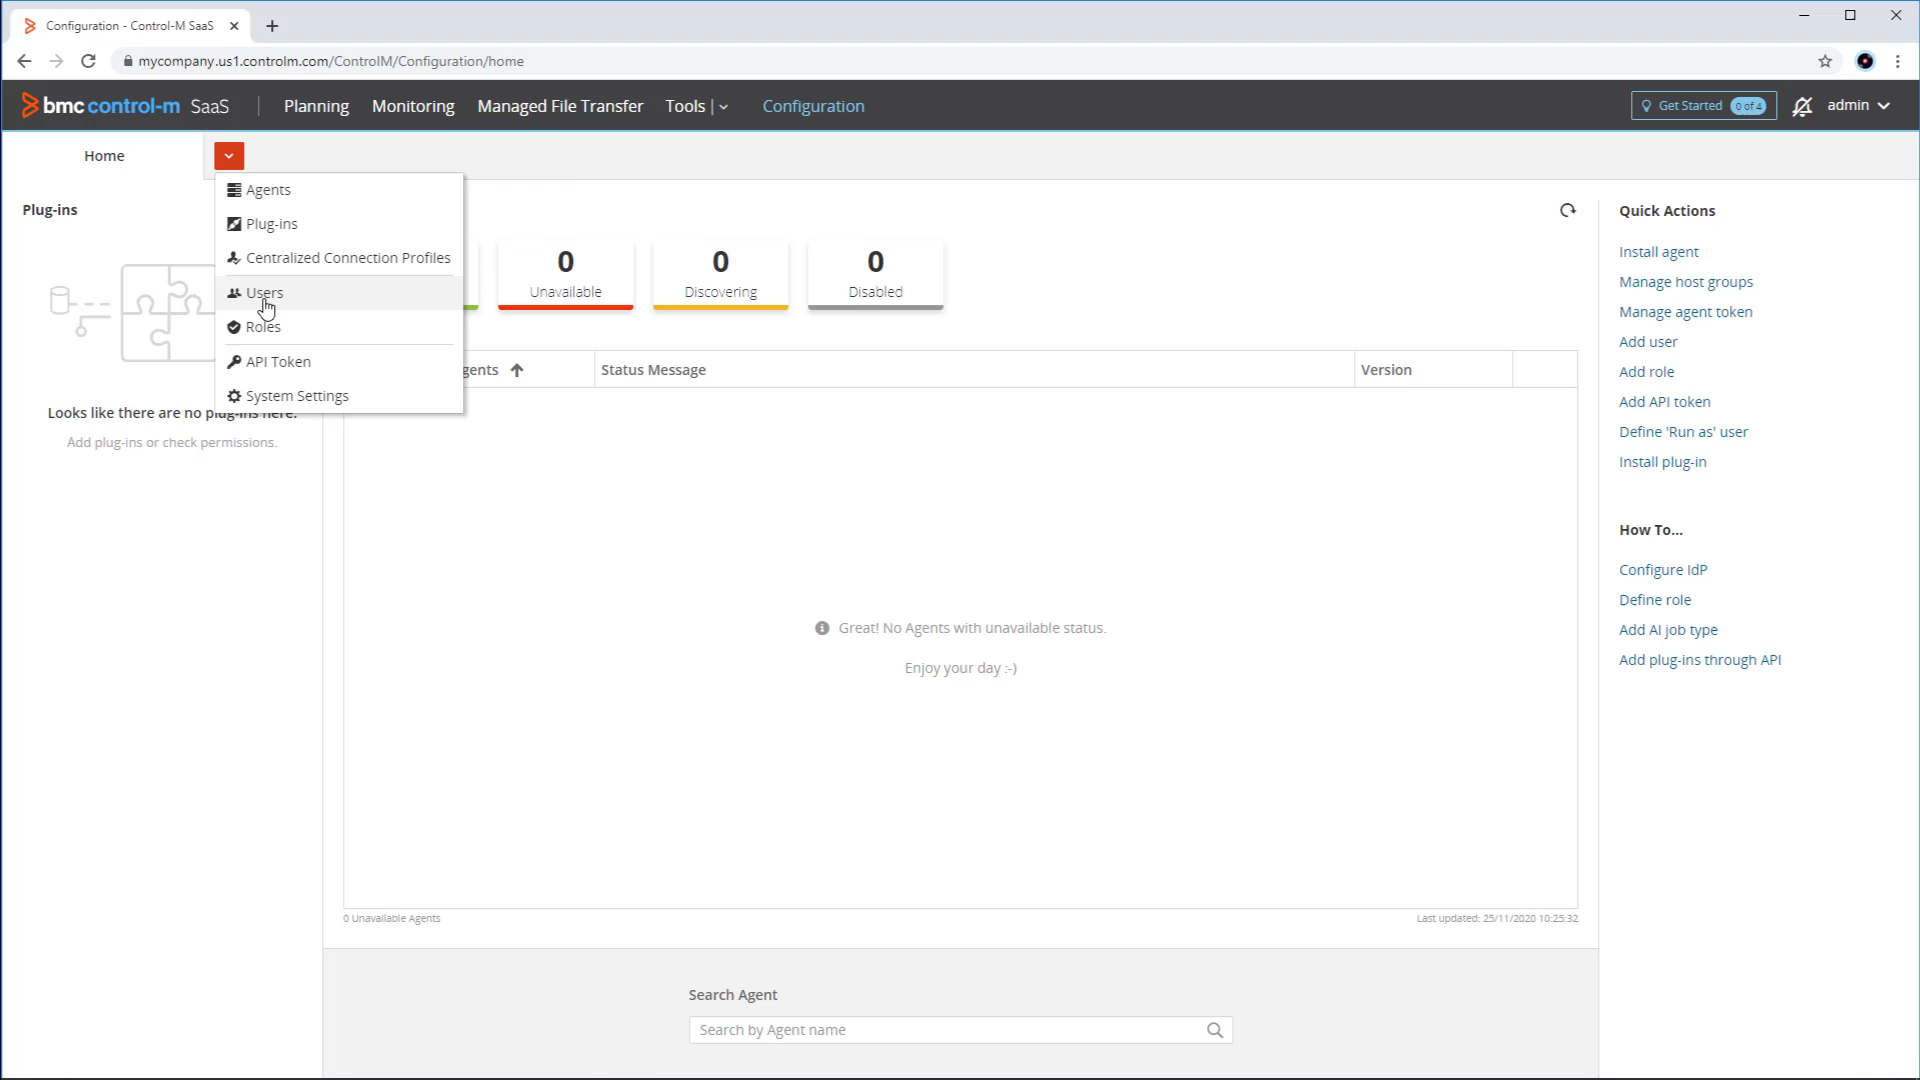 Configuration - Control-M SaaS
mycompany.us1.controlm.com/ControlM/Configuration/home
bmc control-m SaaS
Planning
Monitoring
Managed File Transfer
Tools
Configuration
Get Started 0 of 4
admin
Home
Agents
Plug-ins
Centralized Connection Profiles
Users
Roles
API Token
System Settings
Plug-ins
Looks like there are no plug-ins here.
Add plug-ins or check permissions.
0
Unavailable
0
Discovering
0
Disabled
gents
Status Message
Version
Great! No Agents with unavailable status.
Enjoy your day :-)
0 Unavailable Agents
Last updated: 25/11/2020 10:25:32
Search Agent
Search by Agent name
Quick Actions
Install agent
Manage host groups
Manage agent token
Add user
Add role
Add API token
Define 'Run as' user
Install plug-in
How To...
Configure IdP
Define role
Add AI job type
Add plug-ins through API